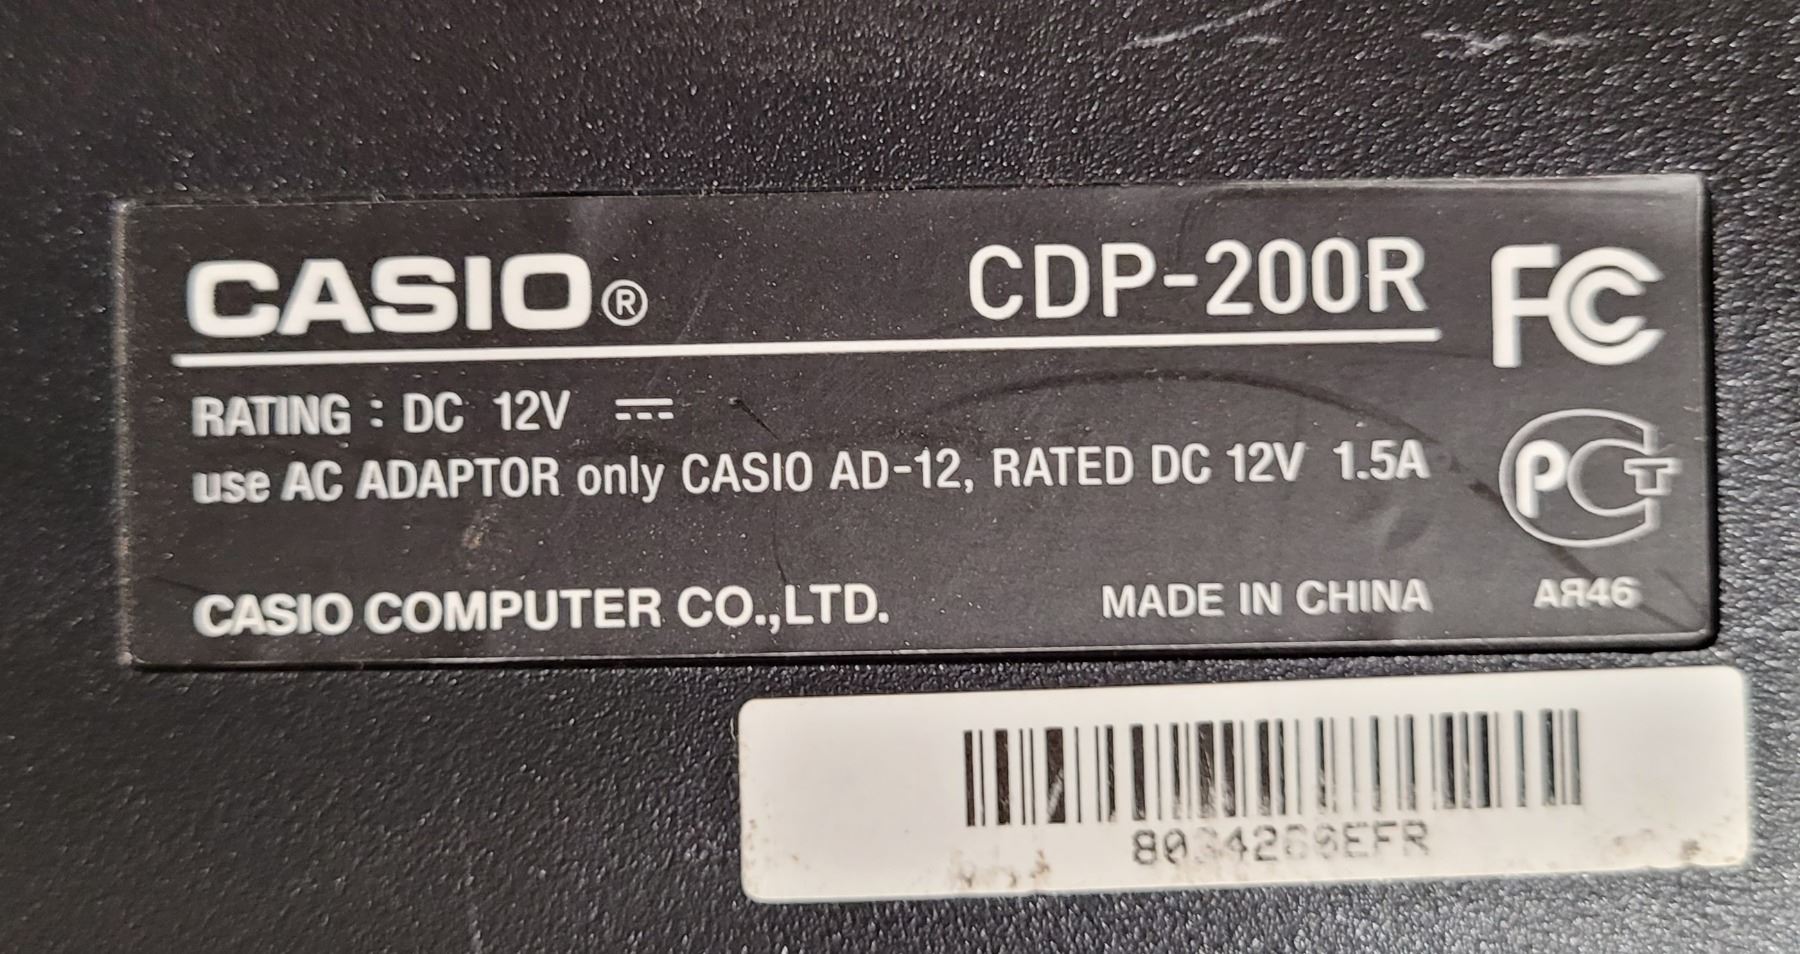 CASIO® CDP-200R FC
RATING : DC 12V
use AC ADAPTOR only CASIO AD-12, RATED DC 12V 1.5A
PCT
CASIO COMPUTER CO.,LTD. MADE IN CHINA АЯ46